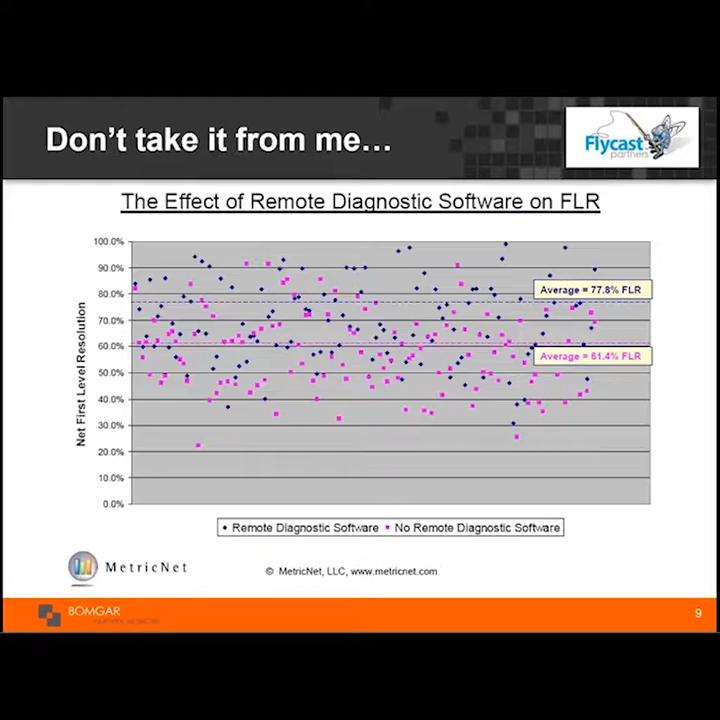 Don't take it from me...
Flycast
partners
The Effect of Remote Diagnostic Software on FLR
Net First Level Resolution
100.0%
90.0%
80.0%
70.0%
60.0%
50.0%
40.0%
30.0%
20.0%
10.0%
0.0%
Average = 77.8% FLR
Average = 61.4% FLR
Remote Diagnostic Software No Remote Diagnostic Software
MetricNet
© MetricNet, LLC, www.metricnet.com
BOMGAR
9